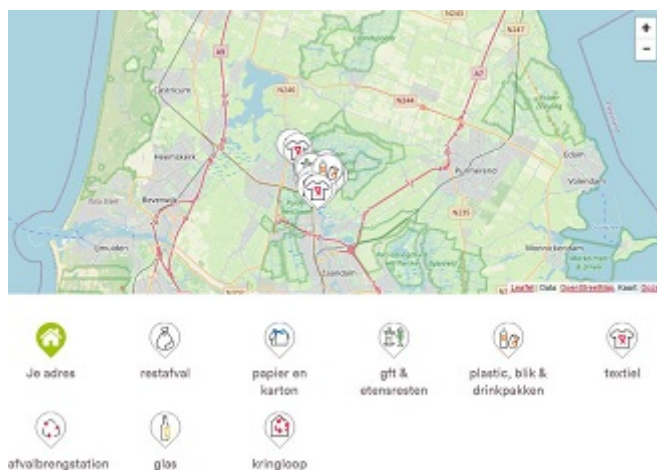 N243
N247
A9
A7
N246
N244
Castricum
Heemskerk
Beverwijk
IJmuiden
Purmerend
Edam
Volendam
N235
Monnickendam
Zaandam
+
−
Leaflet | Data: OpenStreetMap, Kaart:
Je adres
restafval
papier en
karton
gft &
etensresten
plastic, blik &
drinkpakken
textiel
afvalbrengstation
glas
kringloop